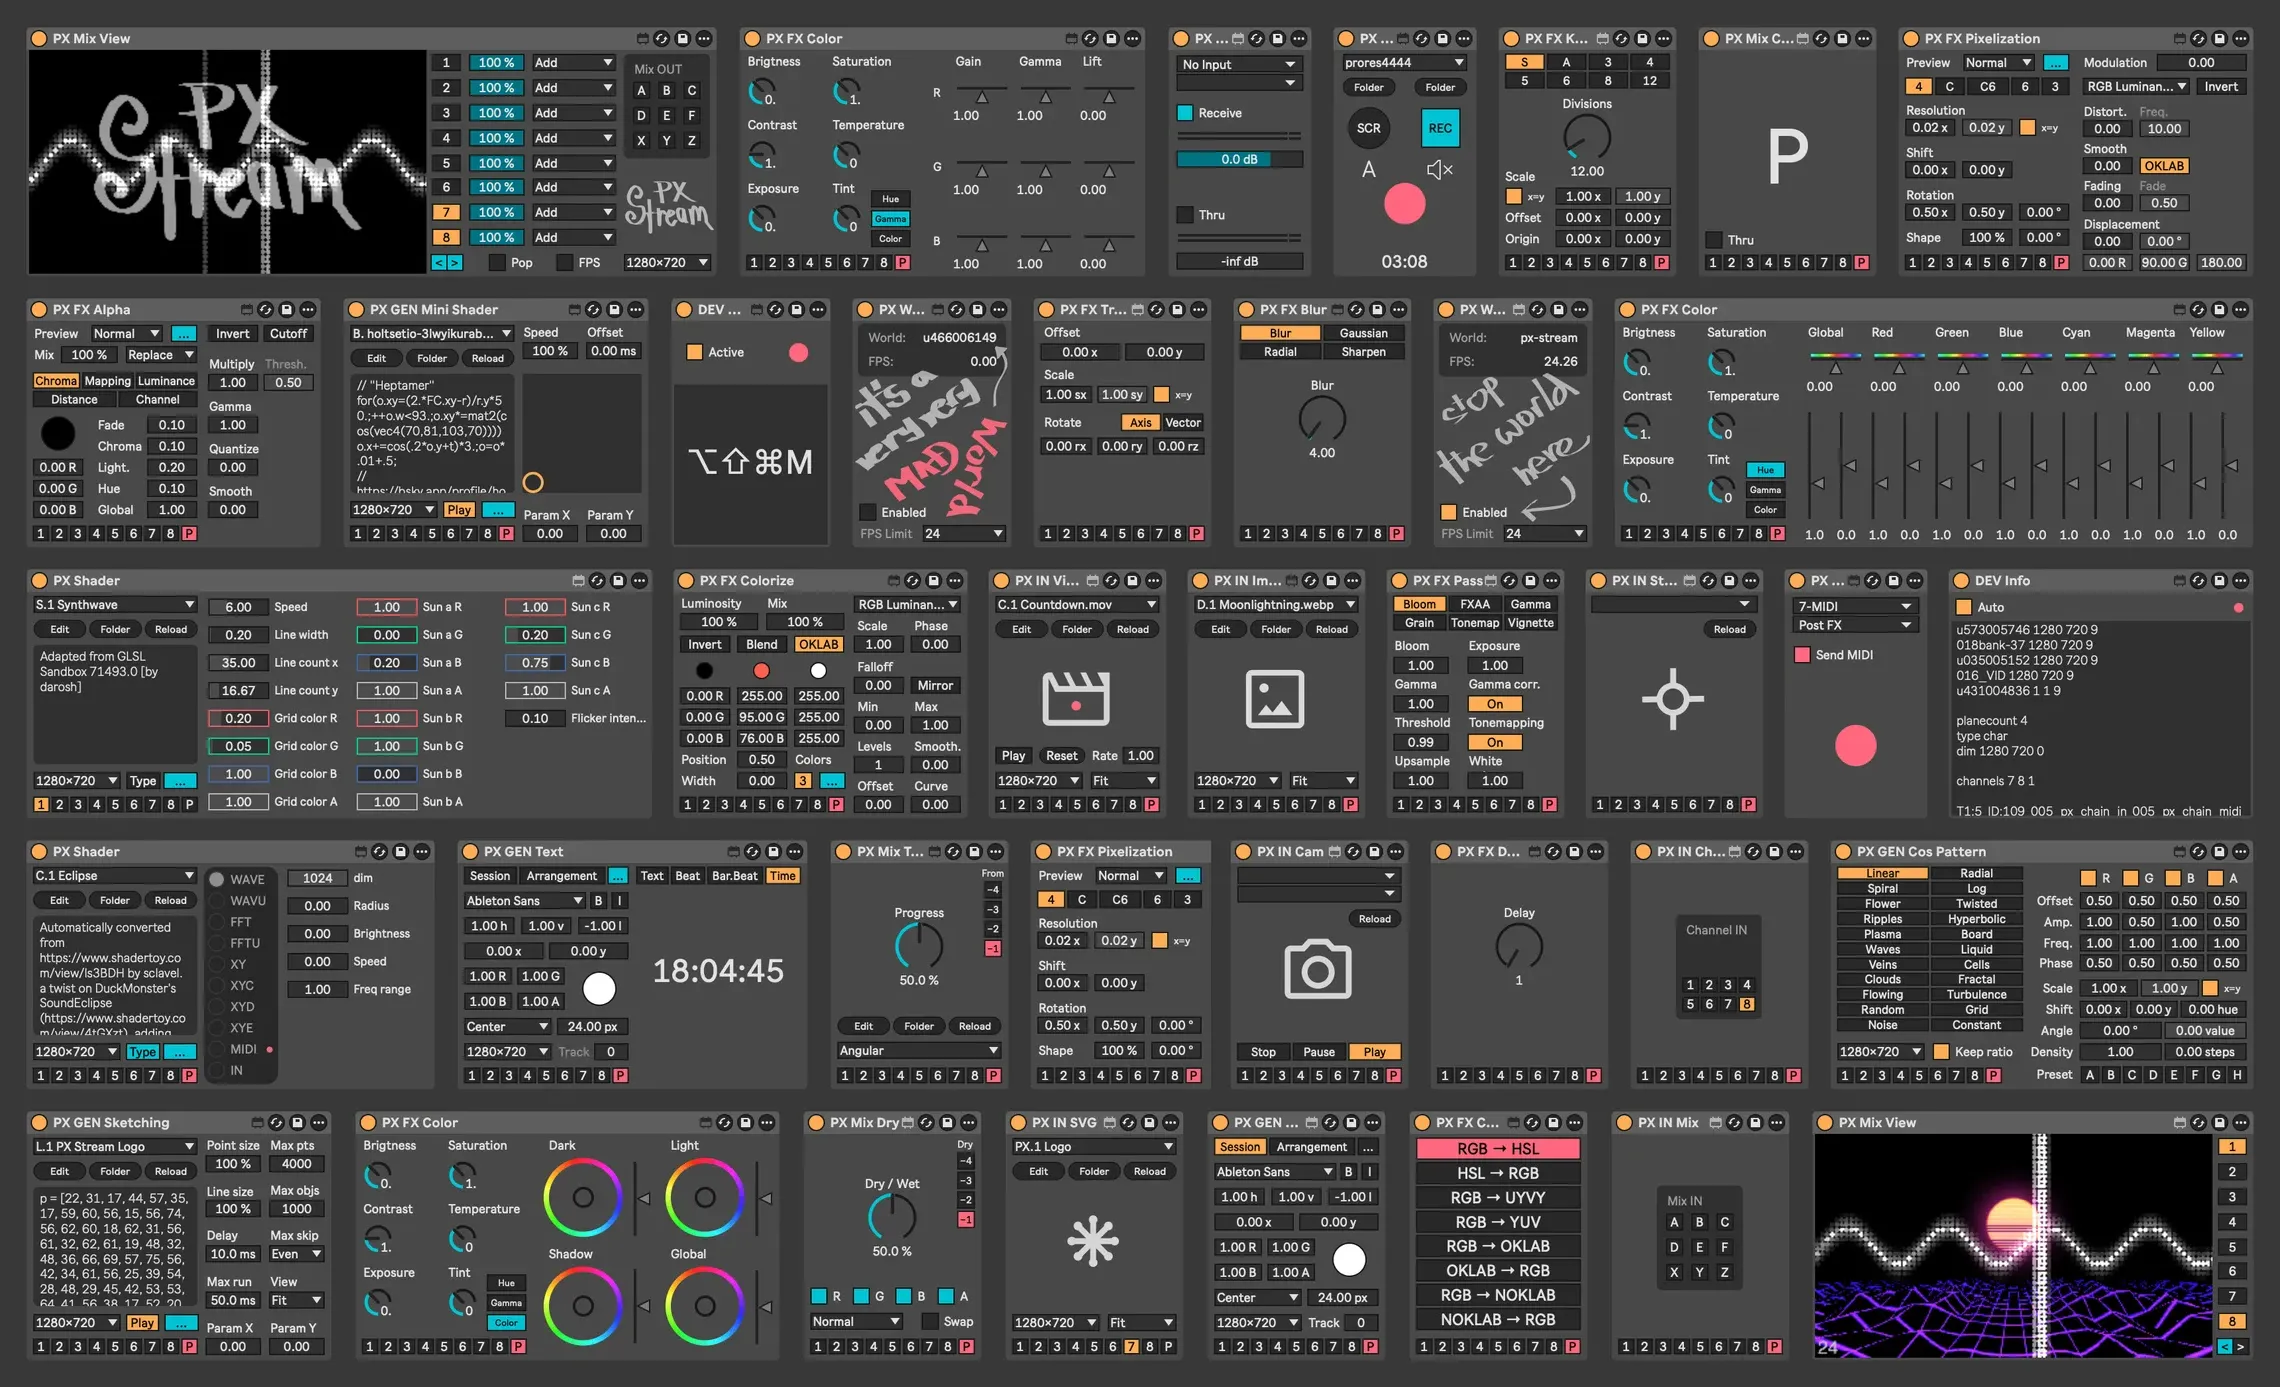 PX Mix View
PX Stream
1 100 % Add
2 100 % Add
3 100 % Add
4 100 % Add
5 100 % Add
6 100 % Add
7 100 % Add
8 100 % Add
< > Pop FPS 1280×720
Mix OUT
A B C
D E F
X Y Z
PX Stream
PX FX Color
Brigtness Saturation Gain Gamma Lift
0. 1.
R 1.00 1.00 0.00
Contrast Temperature
1. 0
G 1.00 1.00 0.00
Exposure Tint
0. 0
Hue
Gamma
Color
B 1.00 1.00 0.00
1 2 3 4 5 6 7 8 P
PX ...
No Input
Receive
0.0 dB
Thru
-inf dB
PX ...
prores4444
Folder Folder
SCR REC
A
03:08
PX FX K...
S A 3 4
5 6 8 12
Divisions
12.00
Scale
x=y 1.00 x 1.00 y
Offset 0.00 x 0.00 y
Origin 0.00 x 0.00 y
1 2 3 4 5 6 7 8 P
PX Mix C...
P
Thru
1 2 3 4 5 6 7 8 P
PX FX Pixelization
Preview Normal ... Modulation 0.00
4 C C6 6 3 RGB Luminan... Invert
Resolution Distort. Freq.
0.02 x 0.02 y x=y 0.00 10.00
Shift Smooth
0.00 x 0.00 y 0.00 OKLAB
Rotation Fading Fade
0.50 x 0.50 y 0.00 ° 0.00 0.50
Shape 100 % 0.00 ° Displacement
0.00 0.00 °
1 2 3 4 5 6 7 8 P 0.00 R 90.00 G 180.00
PX FX Alpha
Preview Normal ... Invert Cutoff
Mix 100 % Replace Multiply Thresh.
Chroma Mapping Luminance 1.00 0.50
Distance Channel Gamma
Fade 0.10 1.00
Chroma 0.10 Quantize
0.00 R Light. 0.20 0.00
0.00 G Hue 0.10 Smooth
0.00 B Global 1.00 0.00
1 2 3 4 5 6 7 8 P
PX GEN Mini Shader
B. holtsetio-3lwyikurab... Speed Offset
Edit Folder Reload 100 % 0.00 ms
// "Heptamer"
for(o.xy=(2.*FC.xy-r)/r.y*5
0.;++o.w<93.;o.xy*=mat2(c
os(vec4(70,81,103,70))))
o.x+=cos(.2*o.y+t)*3.;o=o*
.01+.5;
//
https://bsky.app/profile/ho
1280×720 Play ... Param X Param Y
1 2 3 4 5 6 7 8 P 0.00 0.00
DEV ...
Active
⌥⇧⌘M
PX W...
World: u466006149
FPS: 0.00
it's a
very very
MAD
World
Enabled
FPS Limit 24
PX FX Tr...
Offset
0.00 x 0.00 y
Scale
1.00 sx 1.00 sy x=y
Rotate Axis Vector
0.00 rx 0.00 ry 0.00 rz
1 2 3 4 5 6 7 8 P
PX FX Blur
Blur Gaussian
Radial Sharpen
Blur
4.00
1 2 3 4 5 6 7 8 P
PX W...
World: px-stream
FPS: 24.26
stop
the world
here
Enabled
FPS Limit 24
PX FX Color
Brigtness Saturation Global Red Green Blue Cyan Magenta Yellow
0. 1. 0.00 0.00 0.00 0.00 0.00 0.00 0.00
Contrast Temperature
1. 0
Exposure Tint
0. 0
Hue
Gamma
Color
1 2 3 4 5 6 7 8 P 1.0 0.0 1.0 0.0 1.0 0.0 1.0 0.0 1.0 0.0 1.0 0.0 1.0 0.0
PX Shader
S.1 Synthwave
Edit Folder Reload
Adapted from GLSL
Sandbox 71493.0 [by
darosh]
1280×720 Type ...
1 2 3 4 5 6 7 8 P
6.00 Speed 1.00 Sun a R 1.00 Sun c R
0.20 Line width 0.00 Sun a G 0.20 Sun c G
35.00 Line count x 0.20 Sun a B 0.75 Sun c B
16.67 Line count y 1.00 Sun a A 1.00 Sun c A
0.20 Grid color R 1.00 Sun b R 0.10 Flicker inten...
0.05 Grid color G 1.00 Sun b G
1.00 Grid color B 0.00 Sun b B
1.00 Grid color A 1.00 Sun b A
PX FX Colorize
Luminosity Mix RGB Luminan...
100 % 100 % Scale Phase
Invert Blend OKLAB 1.00 0.00
Falloff
0.00 R 255.00 255.00 0.00 Mirror
0.00 G 95.00 G 255.00 Min Max
0.00 B 76.00 B 255.00 0.00 1.00
Position 0.50 Colors Levels Smooth.
Width 0.00 3 ... 1 0.00
Offset Curve
1 2 3 4 5 6 7 8 P 0.00 0.00
PX IN Vi...
C.1 Countdown.mov
Edit Folder Reload
Play Reset Rate 1.00
1280×720 Fit
1 2 3 4 5 6 7 8 P
PX IN Im...
D.1 Moonlightning.webp
Edit Folder Reload
1280×720 Fit
1 2 3 4 5 6 7 8 P
PX FX Pass
Bloom FXAA Gamma
Grain Tonemap Vignette
Bloom Exposure
1.00 1.00
Gamma Gamma corr.
1.00 On
Threshold Tonemapping
0.99 On
Upsample White
1.00 1.00
1 2 3 4 5 6 7 8 P
PX IN St...
Reload
1 2 3 4 5 6 7 8 P
PX ...
7-MIDI
Post FX
Send MIDI
DEV Info
Auto
u573005746 1280 720 9
018bank-37 1280 720 9
u035005152 1280 720 9
016_VID 1280 720 9
u431004836 1 1 9
planecount 4
type char
dim 1280 720 0
channels 7 8 1
T1:5 ID:109 005_px_chain_in 005_px_chain_midi
PX Shader
C.1 Eclipse
Edit Folder Reload
Automatically converted
from
https://www.shadertoy.co
m/view/ls3BDH by sclavel.
a twist on DuckMonster's
SoundEclipse
(https://www.shadertoy.co
m/view/4tGXzt), adding
1280×720 Type ...
1 2 3 4 5 6 7 8 P
WAVE
WAVU
FFT
FFTU
XY
XYC
XYD
XYE
MIDI
IN
1024 dim
0.00 Radius
0.00 Brightness
0.00 Speed
1.00 Freq range
PX GEN Text
Session Arrangement ... Text Beat Bar.Beat Time
Ableton Sans B I
1.00 h 1.00 v -1.00 l
0.00 x 0.00 y
1.00 R 1.00 G
1.00 B 1.00 A
18:04:45
Center 24.00 px
1280×720 Track 0
1 2 3 4 5 6 7 8 P
PX Mix T...
From
-4
-3
-2
-1
Progress
50.0 %
Edit Folder Reload
Angular
1 2 3 4 5 6 7 8 P
PX FX Pixelization
Preview Normal ...
4 C C6 6 3
Resolution
0.02 x 0.02 y x=y
Shift
0.00 x 0.00 y
Rotation
0.50 x 0.50 y 0.00 °
Shape 100 % 0.00 °
1 2 3 4 5 6 7 8 P
PX IN Cam
Reload
Stop Pause Play
1 2 3 4 5 6 7 8 P
PX FX D...
Delay
1
1 2 3 4 5 6 7 8 P
PX IN Ch...
Channel IN
1 2 3 4
5 6 7 8
1 2 3 4 5 6 7 8 P
PX GEN Cos Pattern
Linear Radial
Spiral Log
Flower Twisted
Ripples Hyperbolic
Plasma Board
Waves Liquid
Veins Cells
Clouds Fractal
Flowing Turbulence
Random Grid
Noise Constant
1280×720 Keep ratio
1 2 3 4 5 6 7 8 P
R G B A
Offset 0.50 0.50 0.50 0.50
Amp. 1.00 0.50 1.00 0.50
Freq. 1.00 1.00 1.00 1.00
Phase 0.50 0.50 0.50 0.50
Scale 1.00 x 1.00 y x=y
Shift 0.00 x 0.00 y 0.00 hue
Angle 0.00 ° 0.00 value
Density 1.00 0.00 steps
Preset A B C D E F G H
PX GEN Sketching
L.1 PX Stream Logo
Edit Folder Reload
p = [22, 31, 17, 44, 57, 35,
17, 59, 60, 56, 15, 56, 74,
56, 62, 60, 18, 62, 31, 56,
61, 32, 62, 61, 19, 48, 32,
48, 36, 66, 69, 57, 75, 56,
42, 34, 61, 56, 25, 39, 54,
28, 48, 29, 45, 42, 53, 53,
64, 41, 56, 38, 17, 52, 20,
1280×720 Play ...
1 2 3 4 5 6 7 8 P
Point size Max pts
100 % 4000
Line size Max objs
100 % 1000
Delay Max skip
10.0 ms Even
Max run View
50.0 ms Fit
Param X Param Y
0.00 0.00
PX FX Color
Brigtness Saturation Dark Light
0. 1.
Contrast Temperature
1. 0
Shadow Global
Exposure Tint
0. 0
Hue
Gamma
Color
1 2 3 4 5 6 7 8 P
PX Mix Dry
Dry
-4
-3
-2
-1
Dry / Wet
50.0 %
R G B A
Normal Swap
1 2 3 4 5 6 7 8 P
PX IN SVG
PX.1 Logo
Edit Folder Reload
1280×720 Fit
1 2 3 4 5 6 7 8 P
PX GEN ...
Session Arrangement ...
Ableton Sans B I
1.00 h 1.00 v -1.00 l
0.00 x 0.00 y
1.00 R 1.00 G
1.00 B 1.00 A
Center 24.00 px
1280×720 Track 0
1 2 3 4 5 6 7 8 P
PX FX C...
RGB → HSL
HSL → RGB
RGB → UYVY
RGB → YUV
RGB → OKLAB
OKLAB → RGB
RGB → NOKLAB
NOKLAB → RGB
1 2 3 4 5 6 7 8 P
PX IN Mix
Mix IN
A B C
D E F
X Y Z
1 2 3 4 5 6 7 8 P
PX Mix View
1
2
3
4
5
6
7
8
24 < >